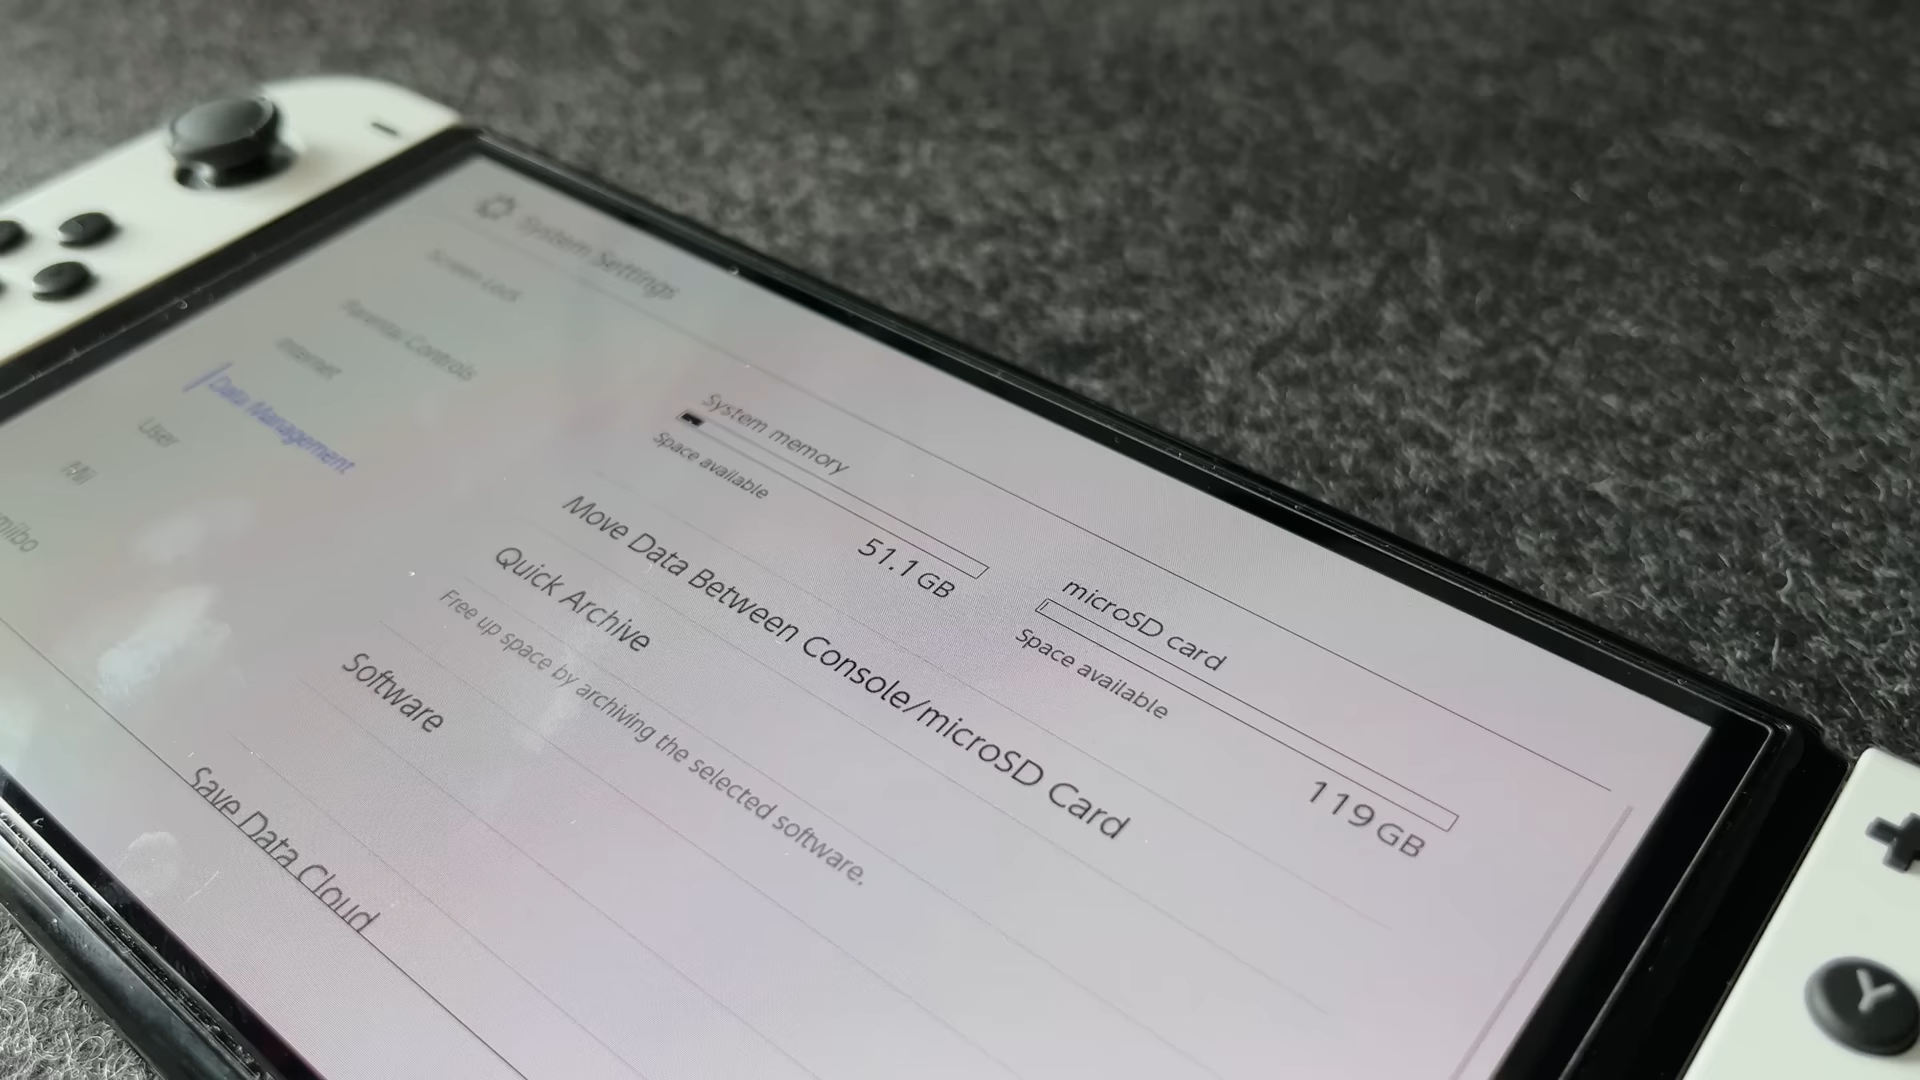 System Settings
Screen Lock
Parental Controls
Internet
Data Management
User
Mii
amiibo
System memory
Space available
51.1 GB
microSD card
Space available
119 GB
Move Data Between Console/microSD Card
Quick Archive
Free up space by archiving the selected software.
Software
Save Data Cloud
Y